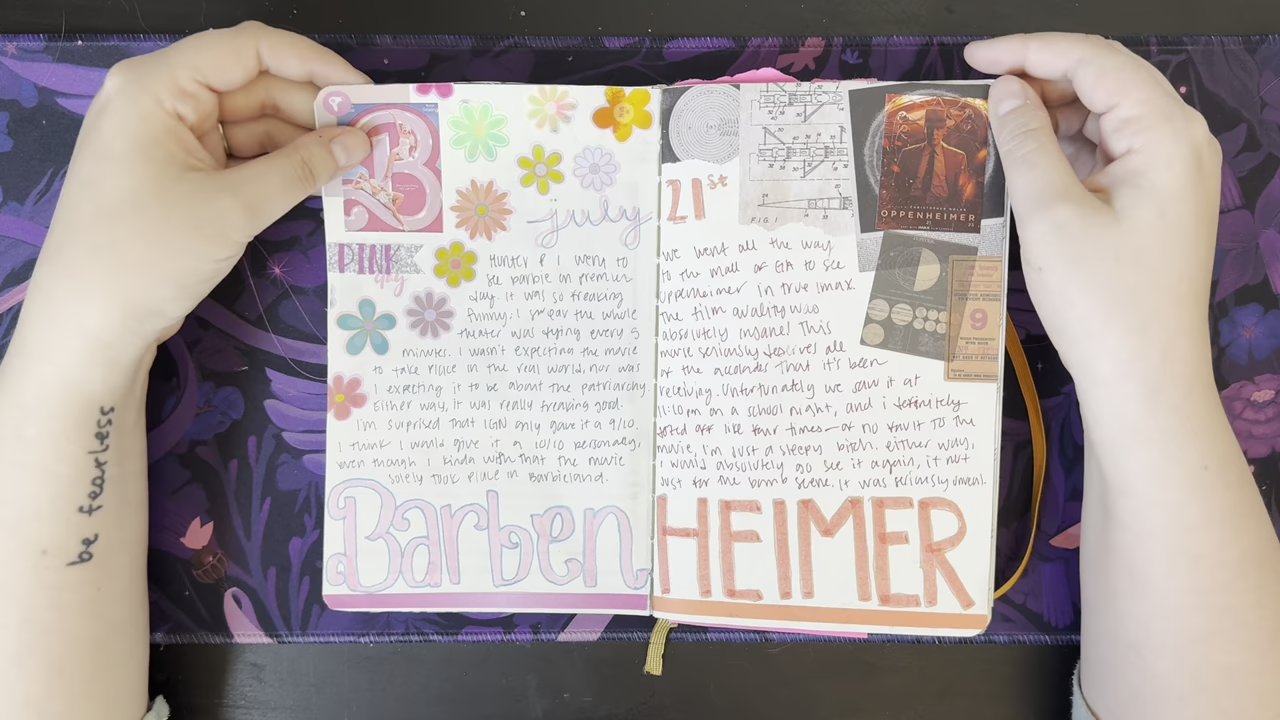 be fearless
B
PINK
day
july
Hunter & I went to
see barbie on premier
day. It was so freaking
funny! I swear the whole
theater was dying every 5
minutes. I wasn't expecting the movie
to take place in the real world, nor was
I expecting it to be about the patriarchy.
Either way, it was really freaking good.
I'm surprised that IGN only gave it a 9/10.
I think I would give it a 10/10 personally,
even though I kinda wish that the movie
solely took place in Barbieland.
Barben
21st
FIG. 1
OPPENHEIMER
we went all the way
to the mall of GA to see
Oppenheimer in true imax.
The film quality was
absolutely insane! This
movie seriously deserves all
of the accolades that it's been
receiving. Unfortunately we saw it at
11:10 pm on a school night, and i definitely
dozed off like four times—at no fault to the
movie, I'm just a sleepy bitch. either way,
i would absolutely go see it again, if not
just for the bomb scene. it was seriously unreal.
9
HEIMER